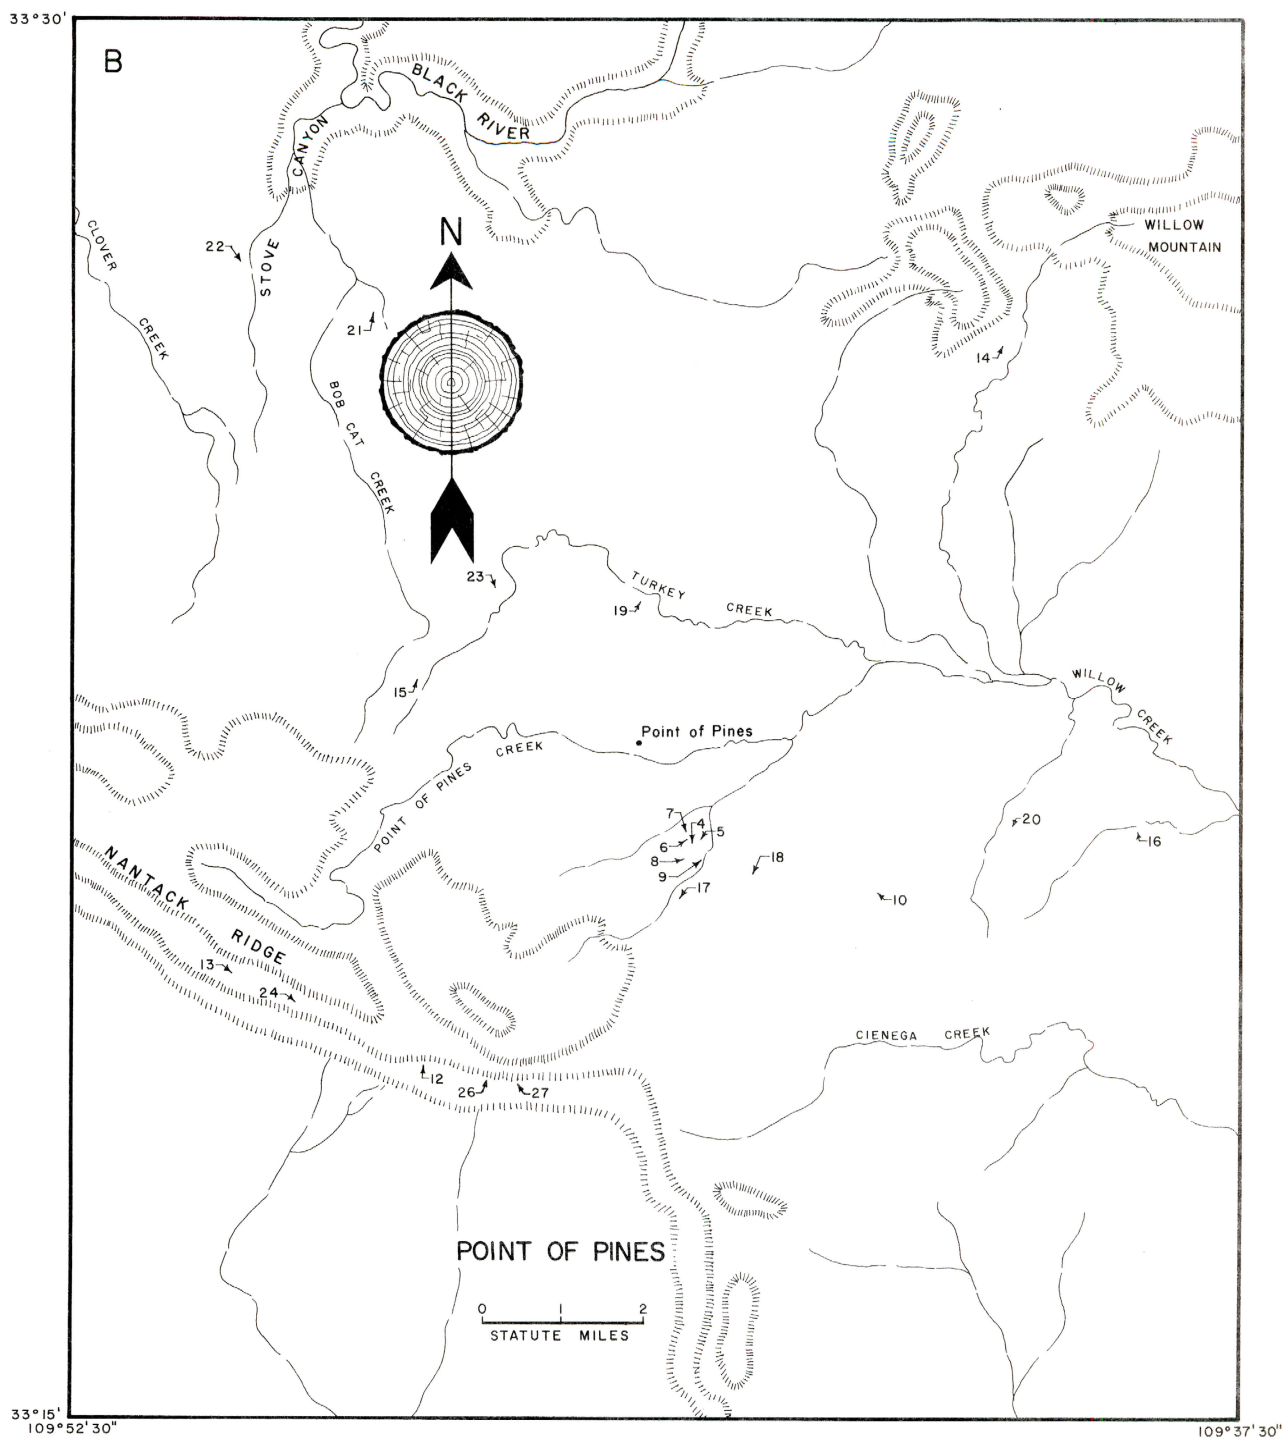 33°30'
B
BLACK RIVER
CANYON
STOVE
CLOVER CREEK
N
WILLOW
MOUNTAIN
22
21
14
BOB CAT CREEK
23
TURKEY CREEK
19
15
WILLOW CREEK
Point of Pines
POINT OF PINES CREEK
7
4
5
6
8
9
17
18
20
16
10
NANTACK RIDGE
13
24
12
26
27
CIENEGA CREEK
POINT OF PINES
0 1 2
STATUTE MILES
33°15'
109°52'30"
109°37'30"